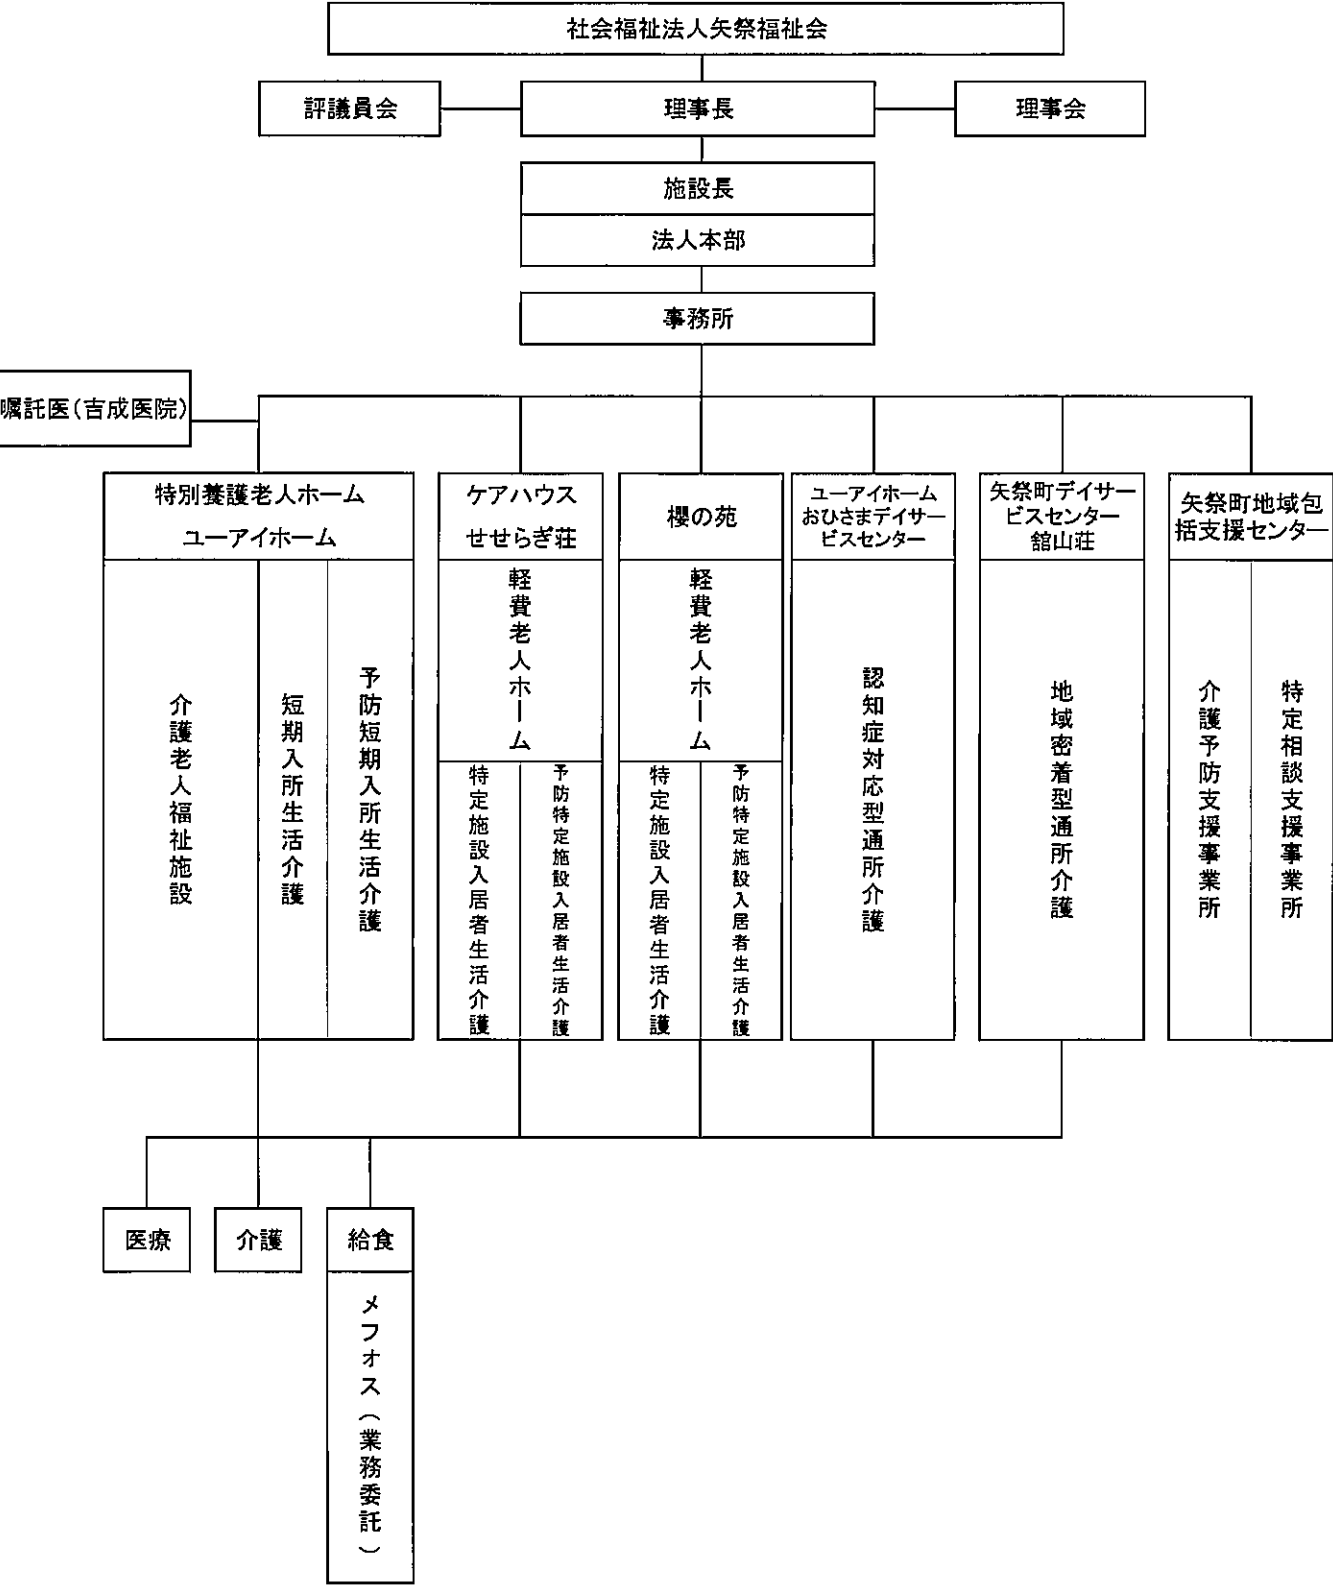 社会福祉法人矢祭福祉会
評議員会
理事長
理事会
施設長
法人本部
事務所
嘱託医(吉成医院)
特別養護老人ホーム
ユーアイホーム
ケアハウス
せせらぎ荘
櫻の苑
ユーアイホーム
おひさまデイサー
ビスセンター
矢祭町デイサー
ビスセンター
舘山荘
矢祭町地域包
括支援センター
介護老人福祉施設
短期入所生活介護
予防短期入所生活介護
軽費老人ホーム
特定施設入居者生活介護
予防特定施設入居者生活介護
軽費老人ホーム
特定施設入居者生活介護
予防特定施設入居者生活介護
認知症対応型通所介護
地域密着型通所介護
介護予防支援事業所
特定相談支援事業所
医療
介護
給食
メフォス(業務委託)